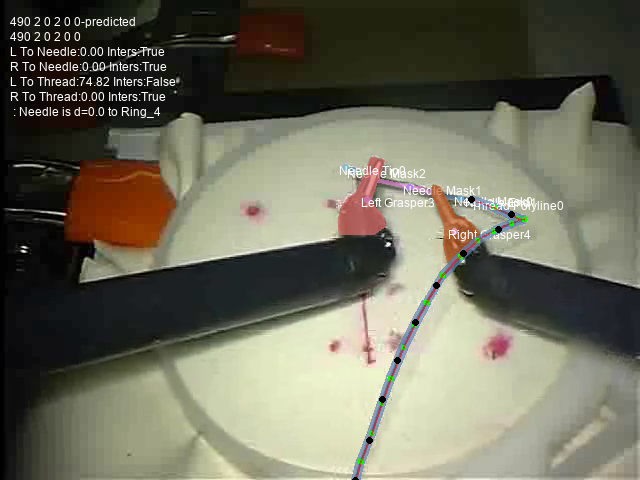 490 2 0 2 0 0-predicted
490 2 0 2 0 0
L To Needle:0.00 Inters:True
R To Needle:0.00 Inters:True
L To Thread:74.82 Inters:False
R To Thread:0.00 Inters:True
: Needle is d=0.0 to Ring_4
Needle Mask2
Needle Mask1
Left Grasper3
Right Grasper4